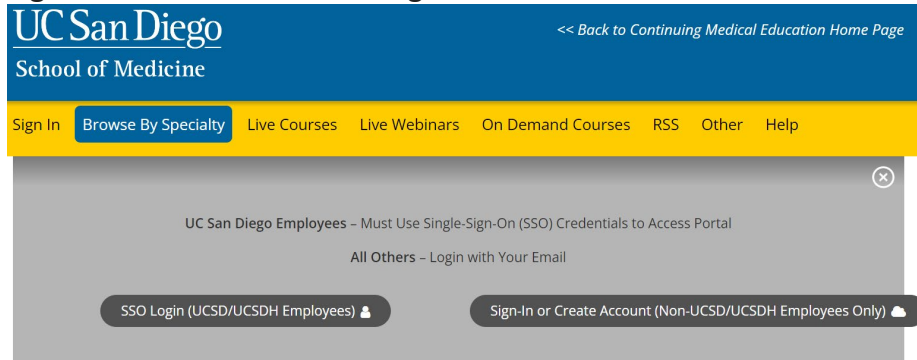 UC San Diego
School of Medicine
<< Back to Continuing Medical Education Home Page
Sign In Browse By Specialty Live Courses Live Webinars On Demand Courses RSS Other Help
UC San Diego Employees – Must Use Single-Sign-On (SSO) Credentials to Access Portal
All Others – Login with Your Email
SSO Login (UCSD/UCSDH Employees)
Sign-In or Create Account (Non-UCSD/UCSDH Employees Only)